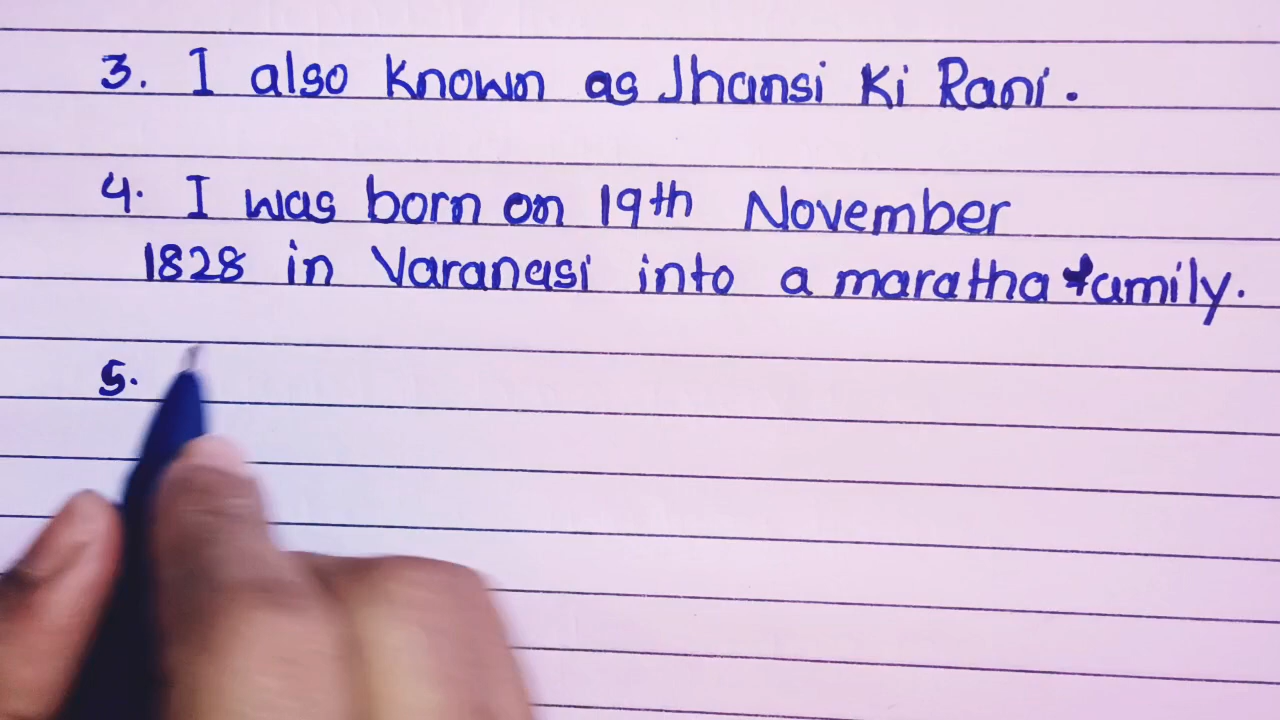 3. I also known as Jhansi Ki Rani.
4. I was born on 19th November
1828 in Varanasi into a maratha family.
5.